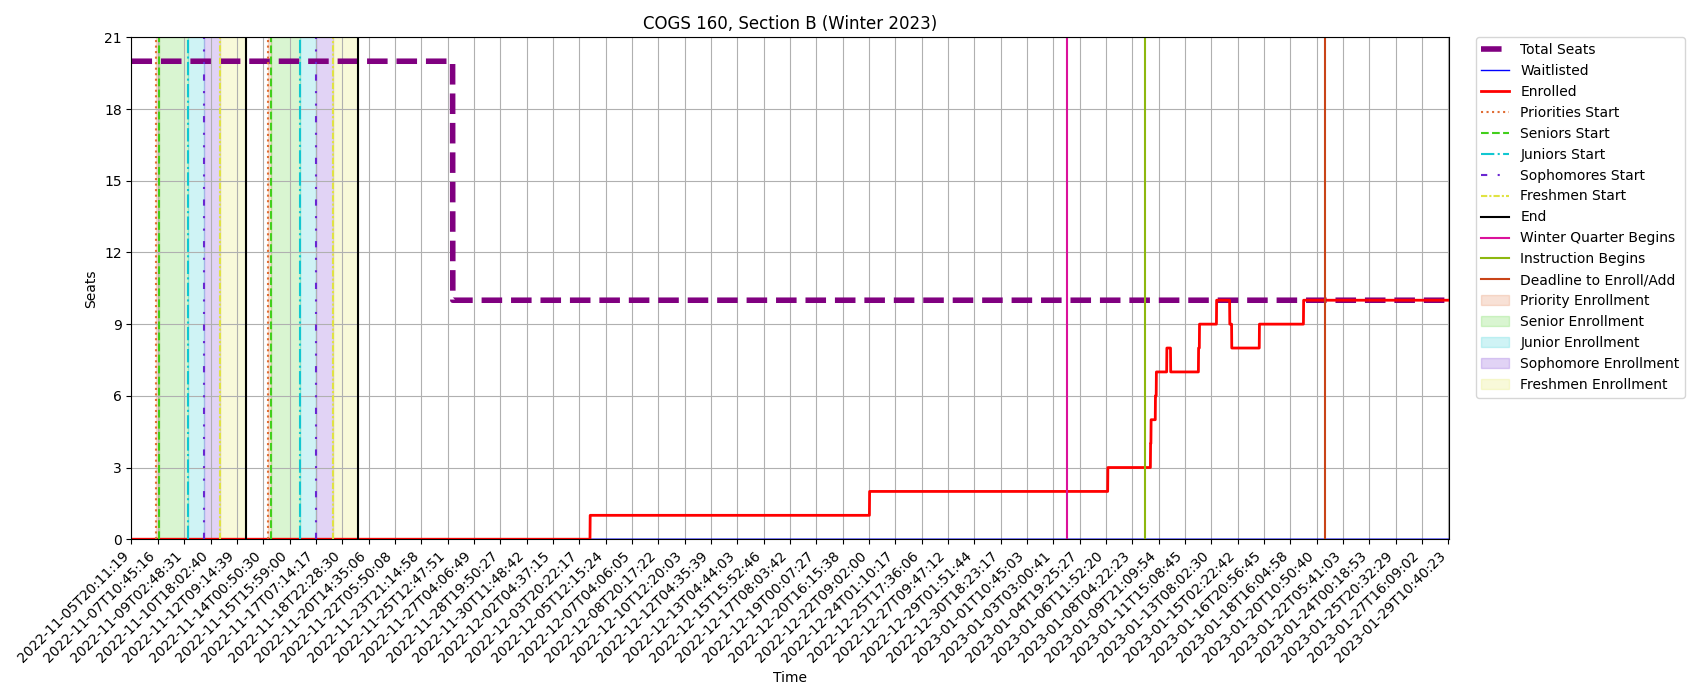 COGS 160, Section B (Winter 2023)
Seats
21
18
15
12
9
6
3
0
2022-11-05T20:11:19
2022-11-07T10:45:16
2022-11-09T02:48:31
2022-11-10T18:02:40
2022-11-12T09:14:39
2022-11-14T00:50:30
2022-11-15T15:59:00
2022-11-17T07:14:17
2022-11-18T22:28:30
2022-11-20T14:35:06
2022-11-22T05:50:08
2022-11-23T21:14:58
2022-11-25T12:47:51
2022-11-27T04:06:49
2022-11-28T19:50:27
2022-11-30T11:48:42
2022-12-02T04:37:15
2022-12-03T20:22:17
2022-12-05T12:15:24
2022-12-07T04:06:05
2022-12-08T20:17:22
2022-12-10T12:20:03
2022-12-12T04:35:39
2022-12-13T04:44:03
2022-12-15T15:52:46
2022-12-17T08:03:42
2022-12-19T00:07:27
2022-12-20T16:15:38
2022-12-22T09:02:00
2022-12-24T01:10:17
2022-12-25T17:36:06
2022-12-27T09:47:12
2022-12-29T01:51:44
2022-12-30T18:23:17
2023-01-01T10:45:03
2023-01-03T03:00:41
2023-01-04T19:25:27
2023-01-06T11:52:20
2023-01-08T04:22:23
2023-01-09T21:09:54
2023-01-11T15:08:45
2023-01-13T08:02:30
2023-01-15T02:22:42
2023-01-16T20:56:45
2023-01-18T16:04:58
2023-01-20T10:50:40
2023-01-22T05:41:03
2023-01-24T00:18:53
2023-01-25T20:32:29
2023-01-27T16:09:02
2023-01-29T10:40:23
Time
Total Seats
Waitlisted
Enrolled
Priorities Start
Seniors Start
Juniors Start
Sophomores Start
Freshmen Start
End
Winter Quarter Begins
Instruction Begins
Deadline to Enroll/Add
Priority Enrollment
Senior Enrollment
Junior Enrollment
Sophomore Enrollment
Freshmen Enrollment